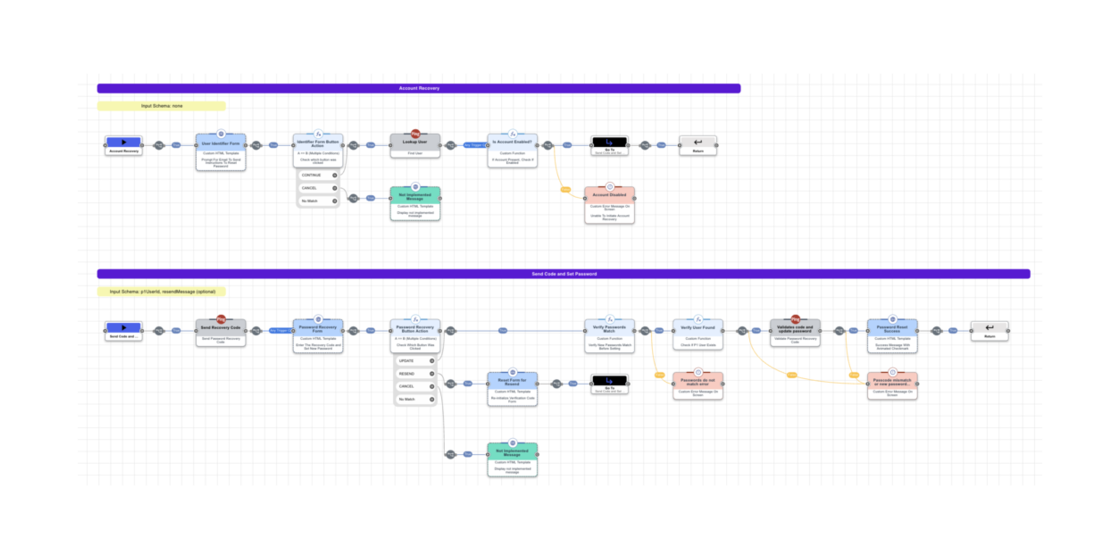 Account Recovery
Input Schema: none
Account Recovery
User Identifier Form
Custom HTML Template
Prompt For Email To Send
Instructions To Reset
Password
Identifier Form Button
Action
A == B (Multiple Conditions)
Check which button was
clicked
CONTINUE
CANCEL
No Match
Lookup User
Find User
Is Account Enabled?
Custom Function
If Account Present, Check If
Enabled
Go To
Return
Not Implemented
Message
Custom HTML Template
Display not implemented
message
Account Disabled
Custom Error Message On
Screen
Unable To Initiate Account
Recovery
Send Code and Set Password
Input Schema: p1UserId, resendMessage (optional)
Send Code and ...
Send Recovery Code
Send Password Recovery
Code
Password Recovery
Form
Custom HTML Template
Enter The Recovery Code and
the New Password
Password Recovery
Button Action
A == B (Multiple Conditions)
Check Which Button Was
Clicked
UPDATE
RESEND
CANCEL
No Match
Verify Passwords
Match
Custom Function
Verify New Passwords Match
Before Setting
Verify User Found
Custom Function
Check if P1 User Exists
Validate code and
update password
Validate Password Recovery
Code
Password Reset
Success
Custom HTML Template
Success Message With
Animated Checkmark
Return
Reset Form for
Resend
Custom HTML Template
Re-initialize Verification Code
Form
Go To
Passwords do not
match error
Custom Error Message On
Screen
Passcode mismatch
or new password...
Custom Error Message On
Screen
Not Implemented
Message
Custom HTML Template
Display not implemented
message